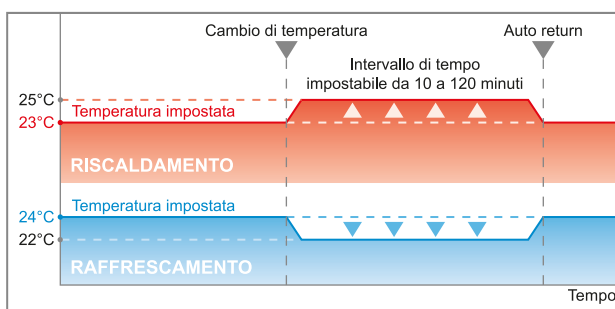 Cambio di temperatura
Auto return
Intervallo di tempo
impostabile da 10 a 120 minuti
25°C
Temperatura impostata
23°C
RISCALDAMENTO
Temperatura impostata
24°C
22°C
RAFFRESCAMENTO
Tempo